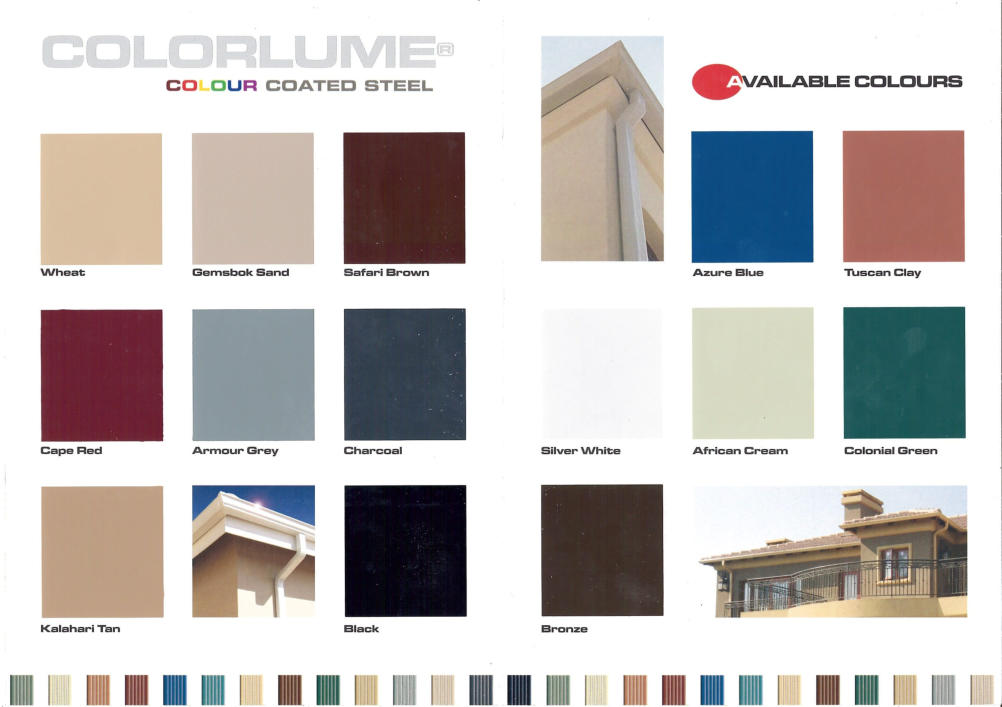 COLORLUME®
COLOUR COATED STEEL
AVAILABLE COLOURS
Wheat
Gemsbok Sand
Safari Brown
Azure Blue
Tuscan Clay
Cape Red
Armour Grey
Charcoal
Silver White
African Cream
Colonial Green
Kalahari Tan
Black
Bronze